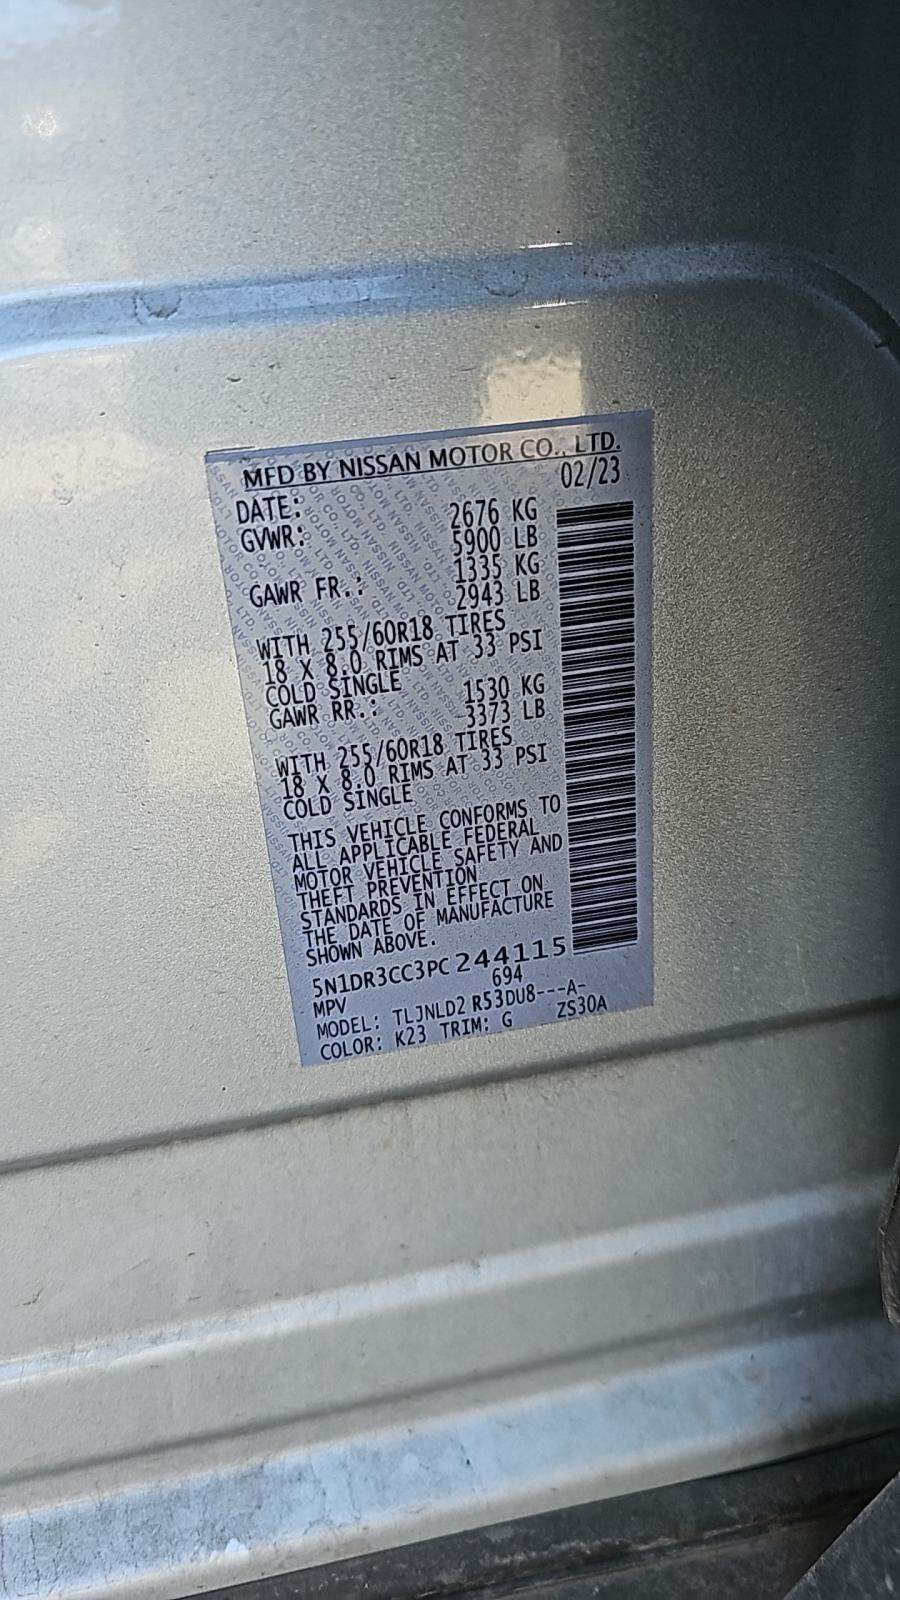 MFD BY NISSAN MOTOR CO., LTD.
DATE: 02/23
GVWR: 2676 KG
5900 LB
GAWR FR.: 1335 KG
2943 LB
WITH 255/60R18 TIRES
18 X 8.0 RIMS AT 33 PSI
COLD SINGLE
GAWR RR.: 1530 KG
3373 LB
WITH 255/60R18 TIRES
18 X 8.0 RIMS AT 33 PSI
COLD SINGLE
THIS VEHICLE CONFORMS TO
ALL APPLICABLE FEDERAL
MOTOR VEHICLE SAFETY AND
THEFT PREVENTION
STANDARDS IN EFFECT ON
THE DATE OF MANUFACTURE
SHOWN ABOVE.
5N1DR3CC3PC244115
MPV 694
MODEL: TLJNLD2 R53DU8---A-
COLOR: K23 TRIM: G ZS30A